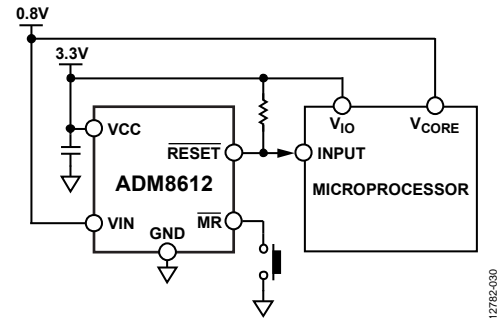 0.8V
3.3V
VCC
RESET
ADM8612
VIN
GND
MR
VIO
VCORE
INPUT
MICROPROCESSOR
12782-030